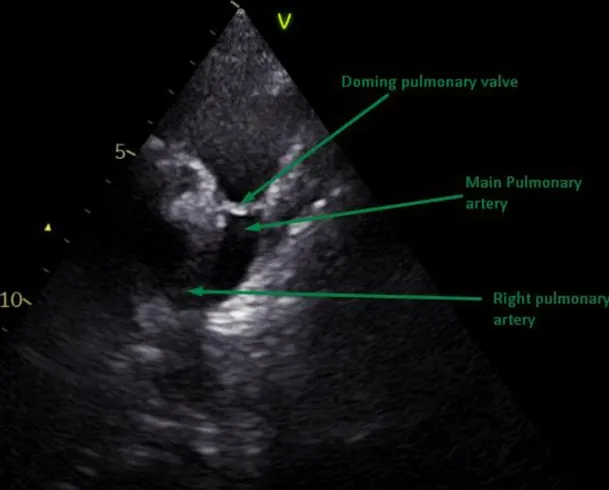 V
Doming pulmonary valve
5
Main Pulmonary
artery
10
Right pulmonary
artery